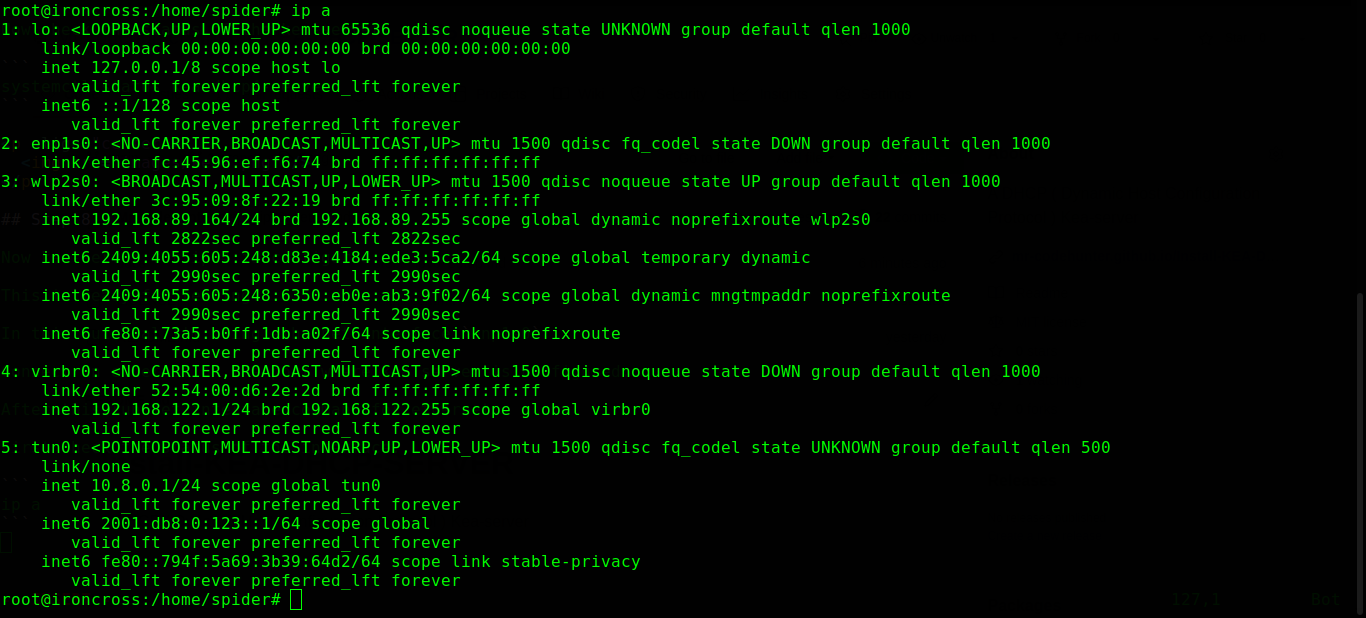 root@ironcross:/home/spider# ip a
1: lo: <LOOPBACK,UP,LOWER_UP> mtu 65536 qdisc noqueue state UNKNOWN group default qlen 1000
    link/loopback 00:00:00:00:00:00 brd 00:00:00:00:00:00
    inet 127.0.0.1/8 scope host lo
       valid_lft forever preferred_lft forever
    inet6 ::1/128 scope host
       valid_lft forever preferred_lft forever
2: enp1s0: <NO-CARRIER,BROADCAST,MULTICAST,UP> mtu 1500 qdisc fq_codel state DOWN group default qlen 1000
    link/ether fc:45:96:ef:f6:74 brd ff:ff:ff:ff:ff:ff
3: wlp2s0: <BROADCAST,MULTICAST,UP,LOWER_UP> mtu 1500 qdisc noqueue state UP group default qlen 1000
    link/ether 3c:95:09:8f:22:19 brd ff:ff:ff:ff:ff:ff
    inet 192.168.89.164/24 brd 192.168.89.255 scope global dynamic noprefixroute wlp2s0
       valid_lft 2822sec preferred_lft 2822sec
    inet6 2409:4055:605:248:d83e:4184:ede3:5ca2/64 scope global temporary dynamic
       valid_lft 2990sec preferred_lft 2990sec
    inet6 2409:4055:605:248:6350:eb0e:ab3:9f02/64 scope global dynamic mngtmpaddr noprefixroute
       valid_lft 2990sec preferred_lft 2990sec
    inet6 fe80::73a5:b0ff:1db:a02f/64 scope link noprefixroute
       valid_lft forever preferred_lft forever
4: virbr0: <NO-CARRIER,BROADCAST,MULTICAST,UP> mtu 1500 qdisc noqueue state DOWN group default qlen 1000
    link/ether 52:54:00:d6:2e:2d brd ff:ff:ff:ff:ff:ff
    inet 192.168.122.1/24 brd 192.168.122.255 scope global virbr0
       valid_lft forever preferred_lft forever
5: tun0: <POINTOPOINT,MULTICAST,NOARP,UP,LOWER_UP> mtu 1500 qdisc fq_codel state UNKNOWN group default qlen 500
    link/none
    inet 10.8.0.1/24 scope global tun0
       valid_lft forever preferred_lft forever
    inet6 2001:db8:0:123::1/64 scope global
       valid_lft forever preferred_lft forever
    inet6 fe80::794f:5a69:3b39:64d2/64 scope link stable-privacy
       valid_lft forever preferred_lft forever
root@ironcross:/home/spider#